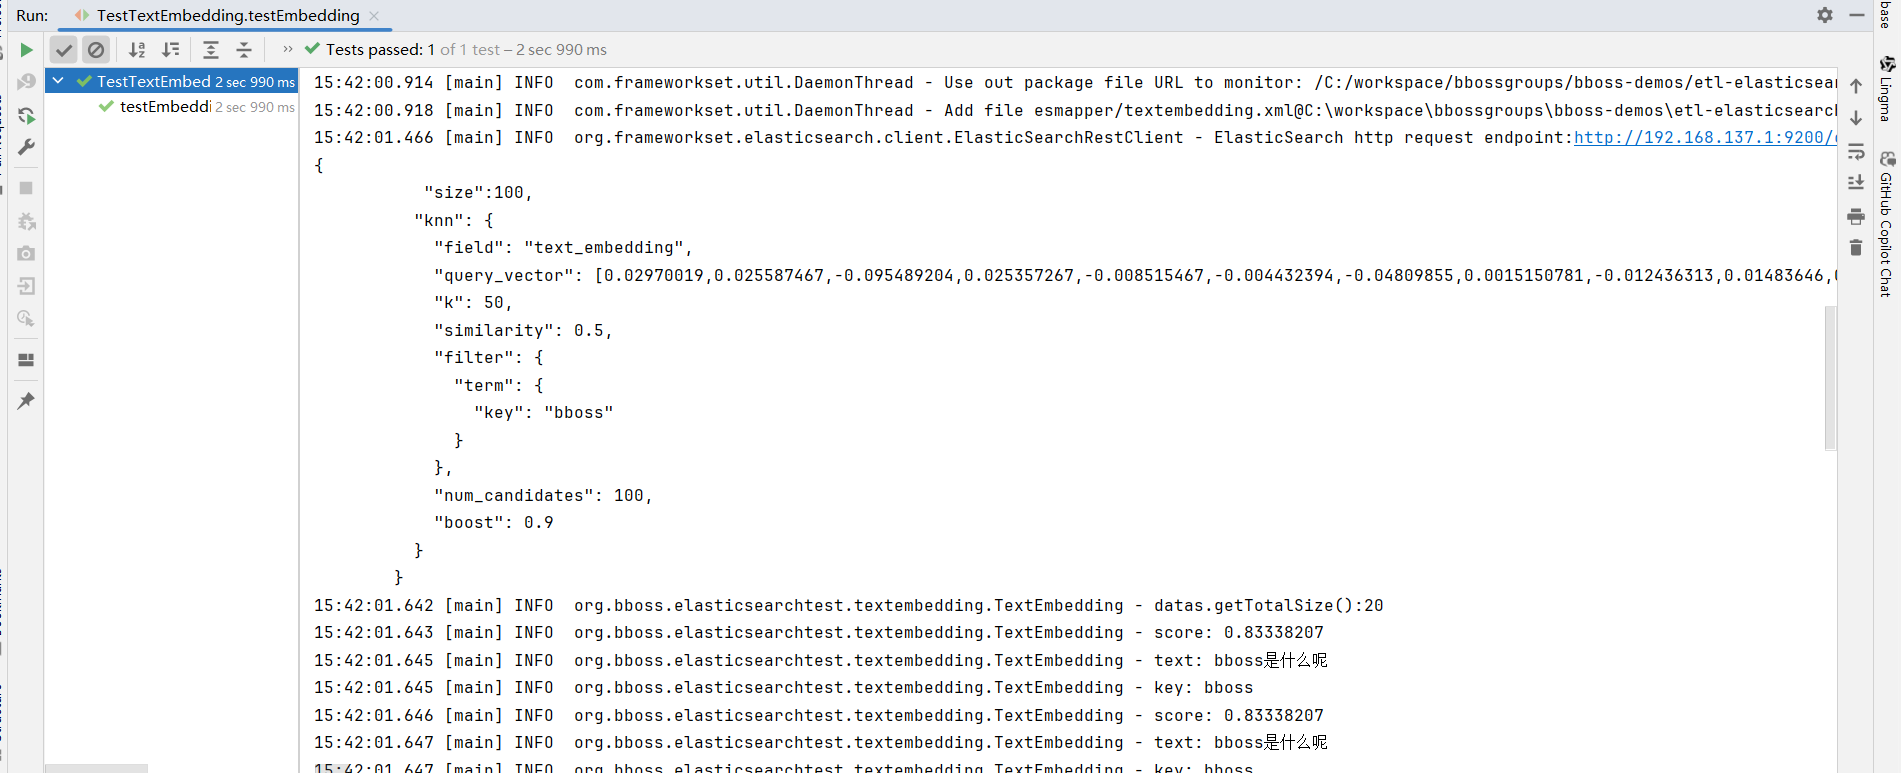 Run: TestTextEmbedding.testEmbedding
Tests passed: 1 of 1 test – 2 sec 990 ms
TestTextEmbed 2 sec 990 ms
testEmbeddi 2 sec 990 ms
15:42:00.914 [main] INFO  com.frameworkset.util.DaemonThread - Use out package file URL to monitor: /C:/workspace/bbossgroups/bboss-demos/etl-elasticsear
15:42:00.918 [main] INFO  com.frameworkset.util.DaemonThread - Add file esmapper/textembedding.xml@C:\workspace\bbossgroups\bboss-demos\etl-elasticsearch
15:42:01.466 [main] INFO  org.frameworkset.elasticsearch.client.ElasticSearchRestClient - ElasticSearch http request endpoint:http://192.168.137.1:9200/
{
"size":100,
"knn": {
"field": "text_embedding",
"query_vector": [0.02970019,0.025587467,-0.095489204,0.025357267,-0.008515467,-0.004432394,-0.04809855,0.0015150781,-0.012436313,0.01483646,
"k": 50,
"similarity": 0.5,
"filter": {
"term": {
"key": "bboss"
}
},
"num_candidates": 100,
"boost": 0.9
}
}
15:42:01.642 [main] INFO  org.bboss.elasticsearchtest.textembedding.TextEmbedding - datas.getTotalSize():20
15:42:01.643 [main] INFO  org.bboss.elasticsearchtest.textembedding.TextEmbedding - score: 0.83338207
15:42:01.645 [main] INFO  org.bboss.elasticsearchtest.textembedding.TextEmbedding - text: bboss是什么呢
15:42:01.645 [main] INFO  org.bboss.elasticsearchtest.textembedding.TextEmbedding - key: bboss
15:42:01.646 [main] INFO  org.bboss.elasticsearchtest.textembedding.TextEmbedding - score: 0.83338207
15:42:01.647 [main] INFO  org.bboss.elasticsearchtest.textembedding.TextEmbedding - text: bboss是什么呢
15:42:01.647 [main] INFO  org.bboss.elasticsearchtest.textembedding.TextEmbedding - key: bboss
base
Lingma
GitHub Copilot Chat